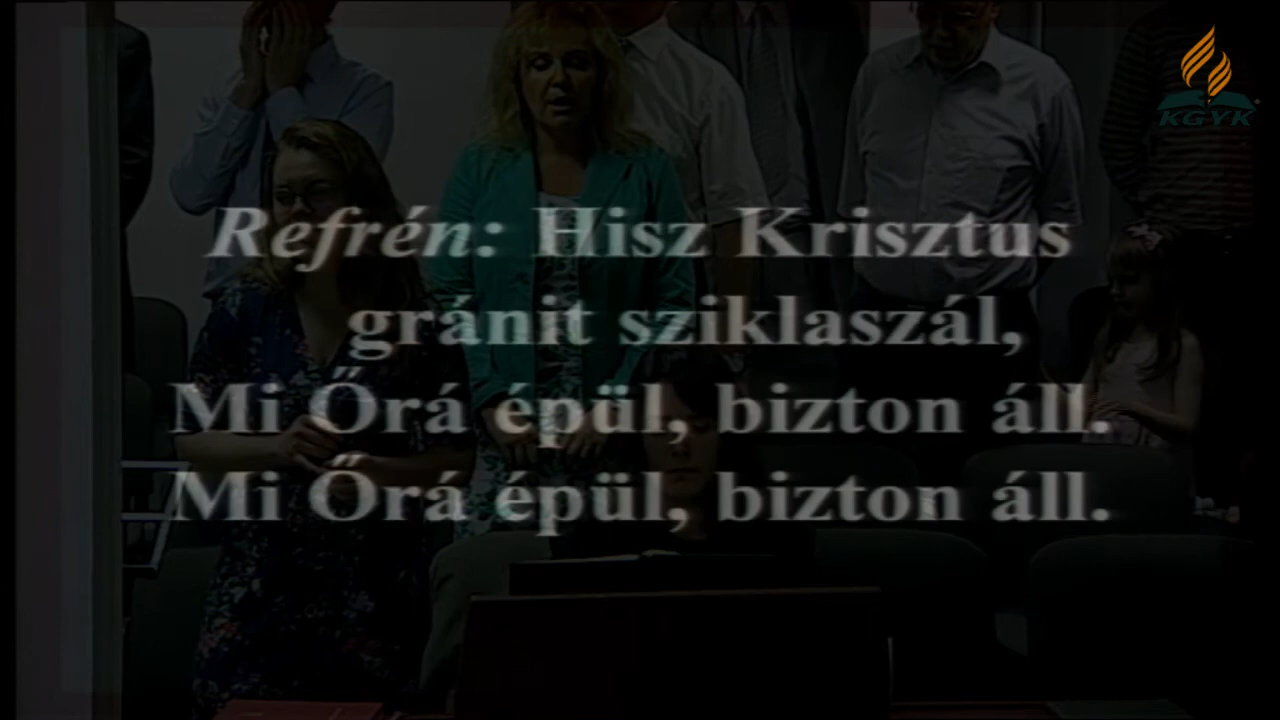 KGYK
Refrén: Hisz Krisztus
gránit sziklaszál,
Mi Őrá épül, bizton áll.
Mi Őrá épül, bizton áll.